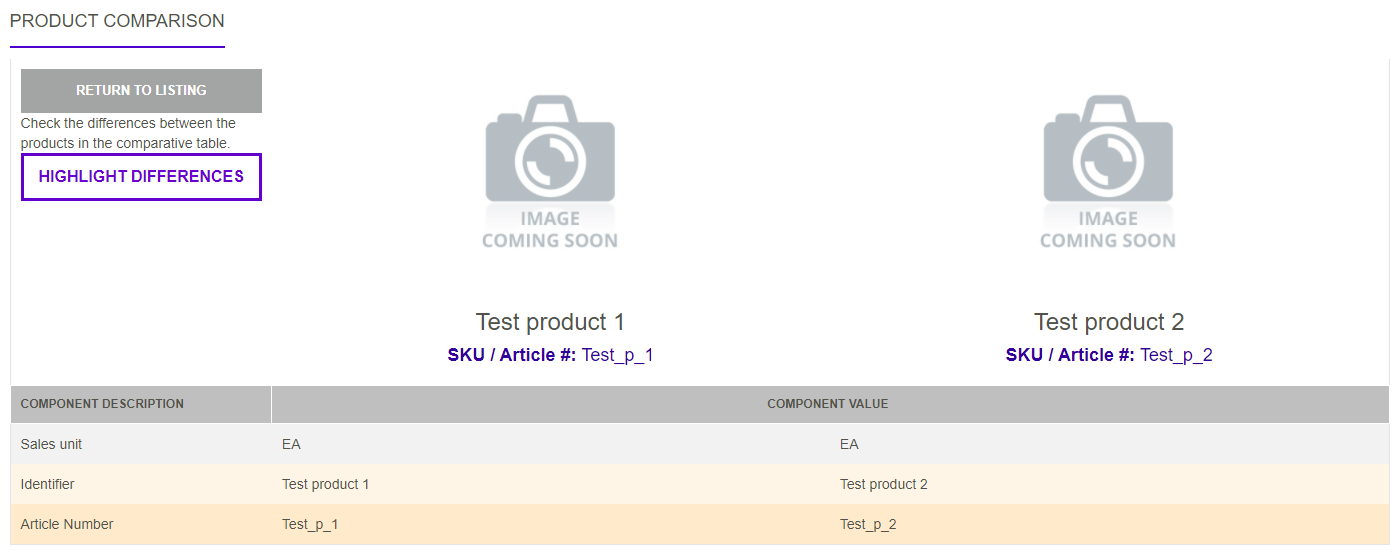 PRODUCT COMPARISON
RETURN TO LISTING
Check the differences between the
products in the comparative table.
HIGHLIGHT DIFFERENCES
IMAGE
COMING SOON
Test product 1
SKU / Article #: Test_p_1
IMAGE
COMING SOON
Test product 2
SKU / Article #: Test_p_2
COMPONENT DESCRIPTION COMPONENT VALUE
Sales unit EA EA
Identifier Test product 1 Test product 2
Article Number Test_p_1 Test_p_2